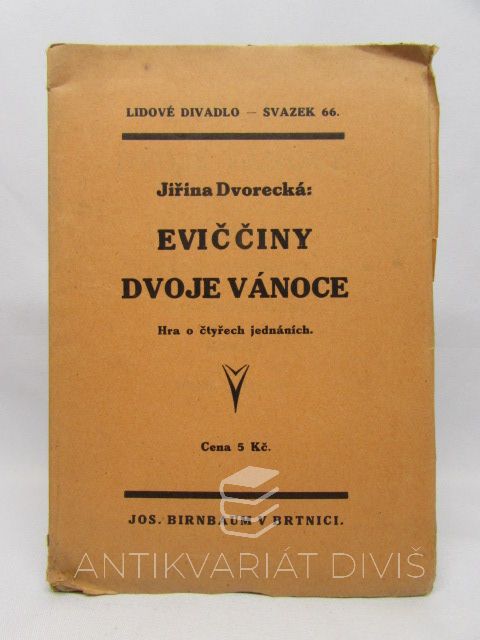 LIDOVÉ DIVADLO — SVAZEK 66.
Jiřina Dvorecká:
EVIČČINY
DVOJE VÁNOCE
Hra o čtyřech jednáních.
Cena 5 Kč.
JOS. BIRNBAUM V BRTNICI.
ANTIKVARIÁT DIVIŠ